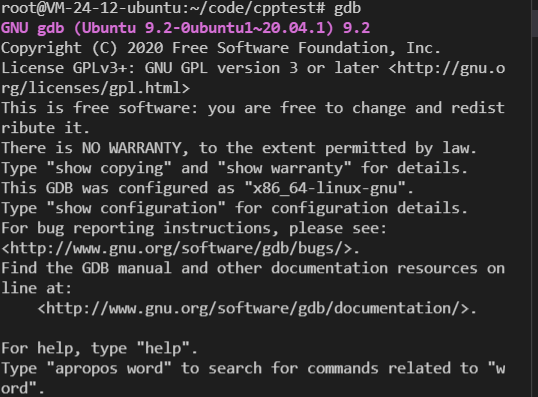 root@VM-24-12-ubuntu:~/code/cpptest# gdb
GNU gdb (Ubuntu 9.2-0ubuntu1~20.04.1) 9.2
Copyright (C) 2020 Free Software Foundation, Inc.
License GPLv3+: GNU GPL version 3 or later <http://gnu.o
rg/licenses/gpl.html>
This is free software: you are free to change and redist
ribute it.
There is NO WARRANTY, to the extent permitted by law.
Type "show copying" and "show warranty" for details.
This GDB was configured as "x86_64-linux-gnu".
Type "show configuration" for configuration details.
For bug reporting instructions, please see:
<http://www.gnu.org/software/gdb/bugs/>.
Find the GDB manual and other documentation resources on
line at:
    <http://www.gnu.org/software/gdb/documentation/>.

For help, type "help".
Type "apropos word" to search for commands related to "w
ord".